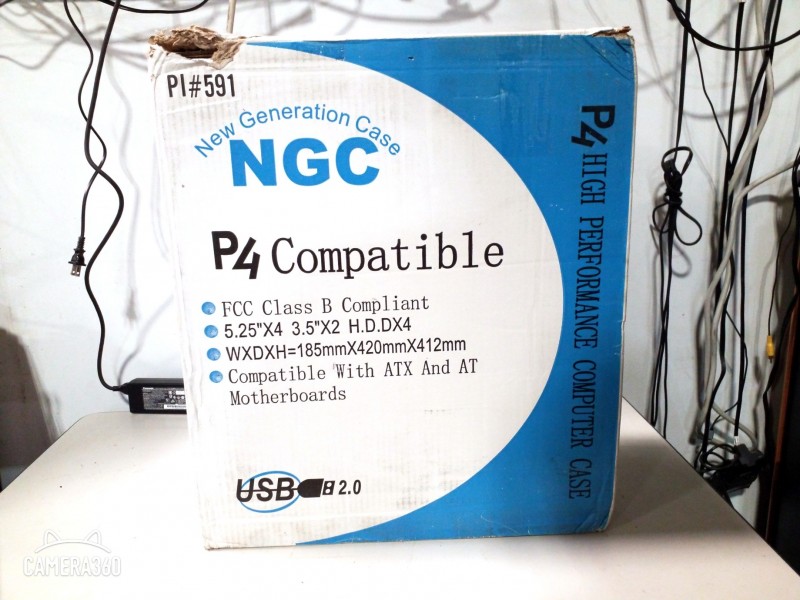 PI#591
New Generation Case
NGC
P4 Compatible
FCC Class B Compliant
5.25"X4 3.5"X2 H.D.DX4
WXDXH=185mmX420mmX412mm
Compatible With ATX And AT
Motherboards
USB 2.0
P4 HIGH PERFORMANCE COMPUTER CASE
CAMERA360